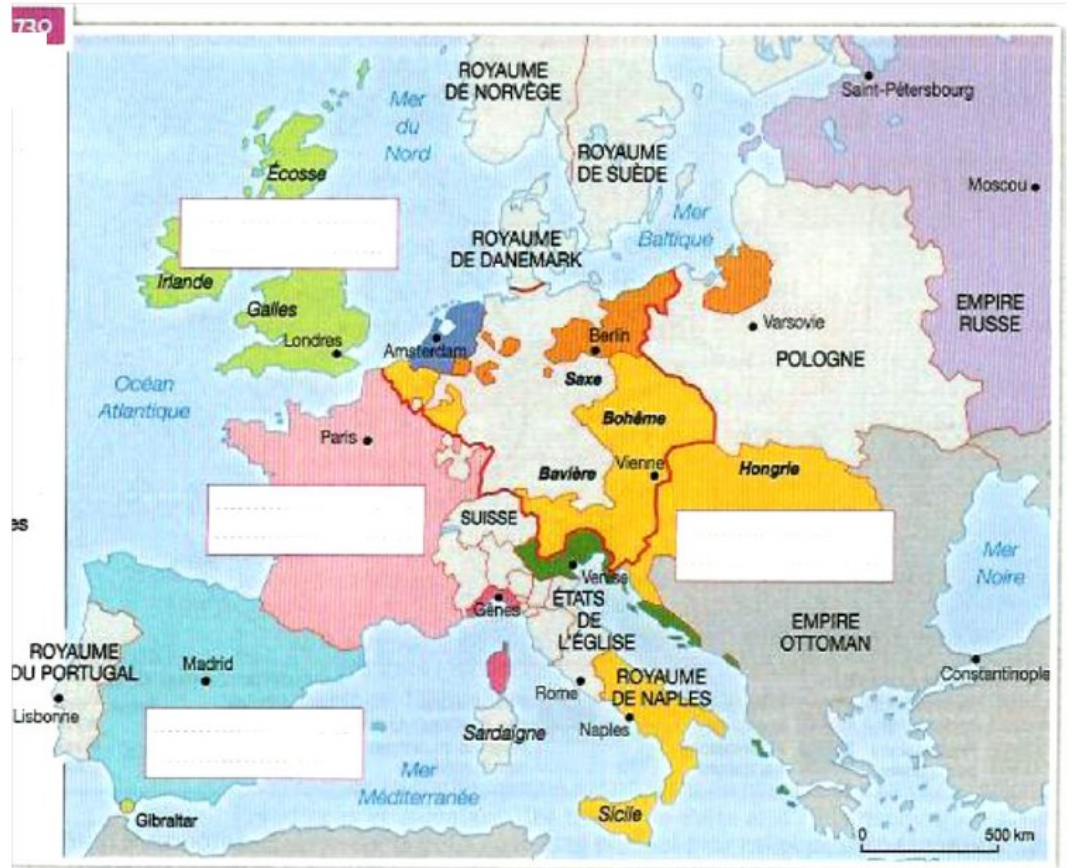 730
ROYAUME
DE NORVÈGE
Mer
du
Nord
Saint-Pétersbourg
Écosse
ROYAUME
DE SUÈDE
Moscou
Mer
Baltique
ROYAUME
DE DANEMARK
Irlande
Galles
Londres
Amsterdam
Berlin
Varsovie
EMPIRE
RUSSE
POLOGNE
Saxe
Océan
Atlantique
Bohême
Paris
Bavière
Vienne
Hongrie
es
SUISSE
Mer
Noire
Venise
Gênes
ÉTATS
DE
L'ÉGLISE
EMPIRE
OTTOMAN
ROYAUME
DU PORTUGAL
Madrid
Constantinople
Rome
ROYAUME
DE NAPLES
Lisbonne
Sardaigne
Naples
Mer
Méditerranée
Sicile
Gibraltar
0 500 km